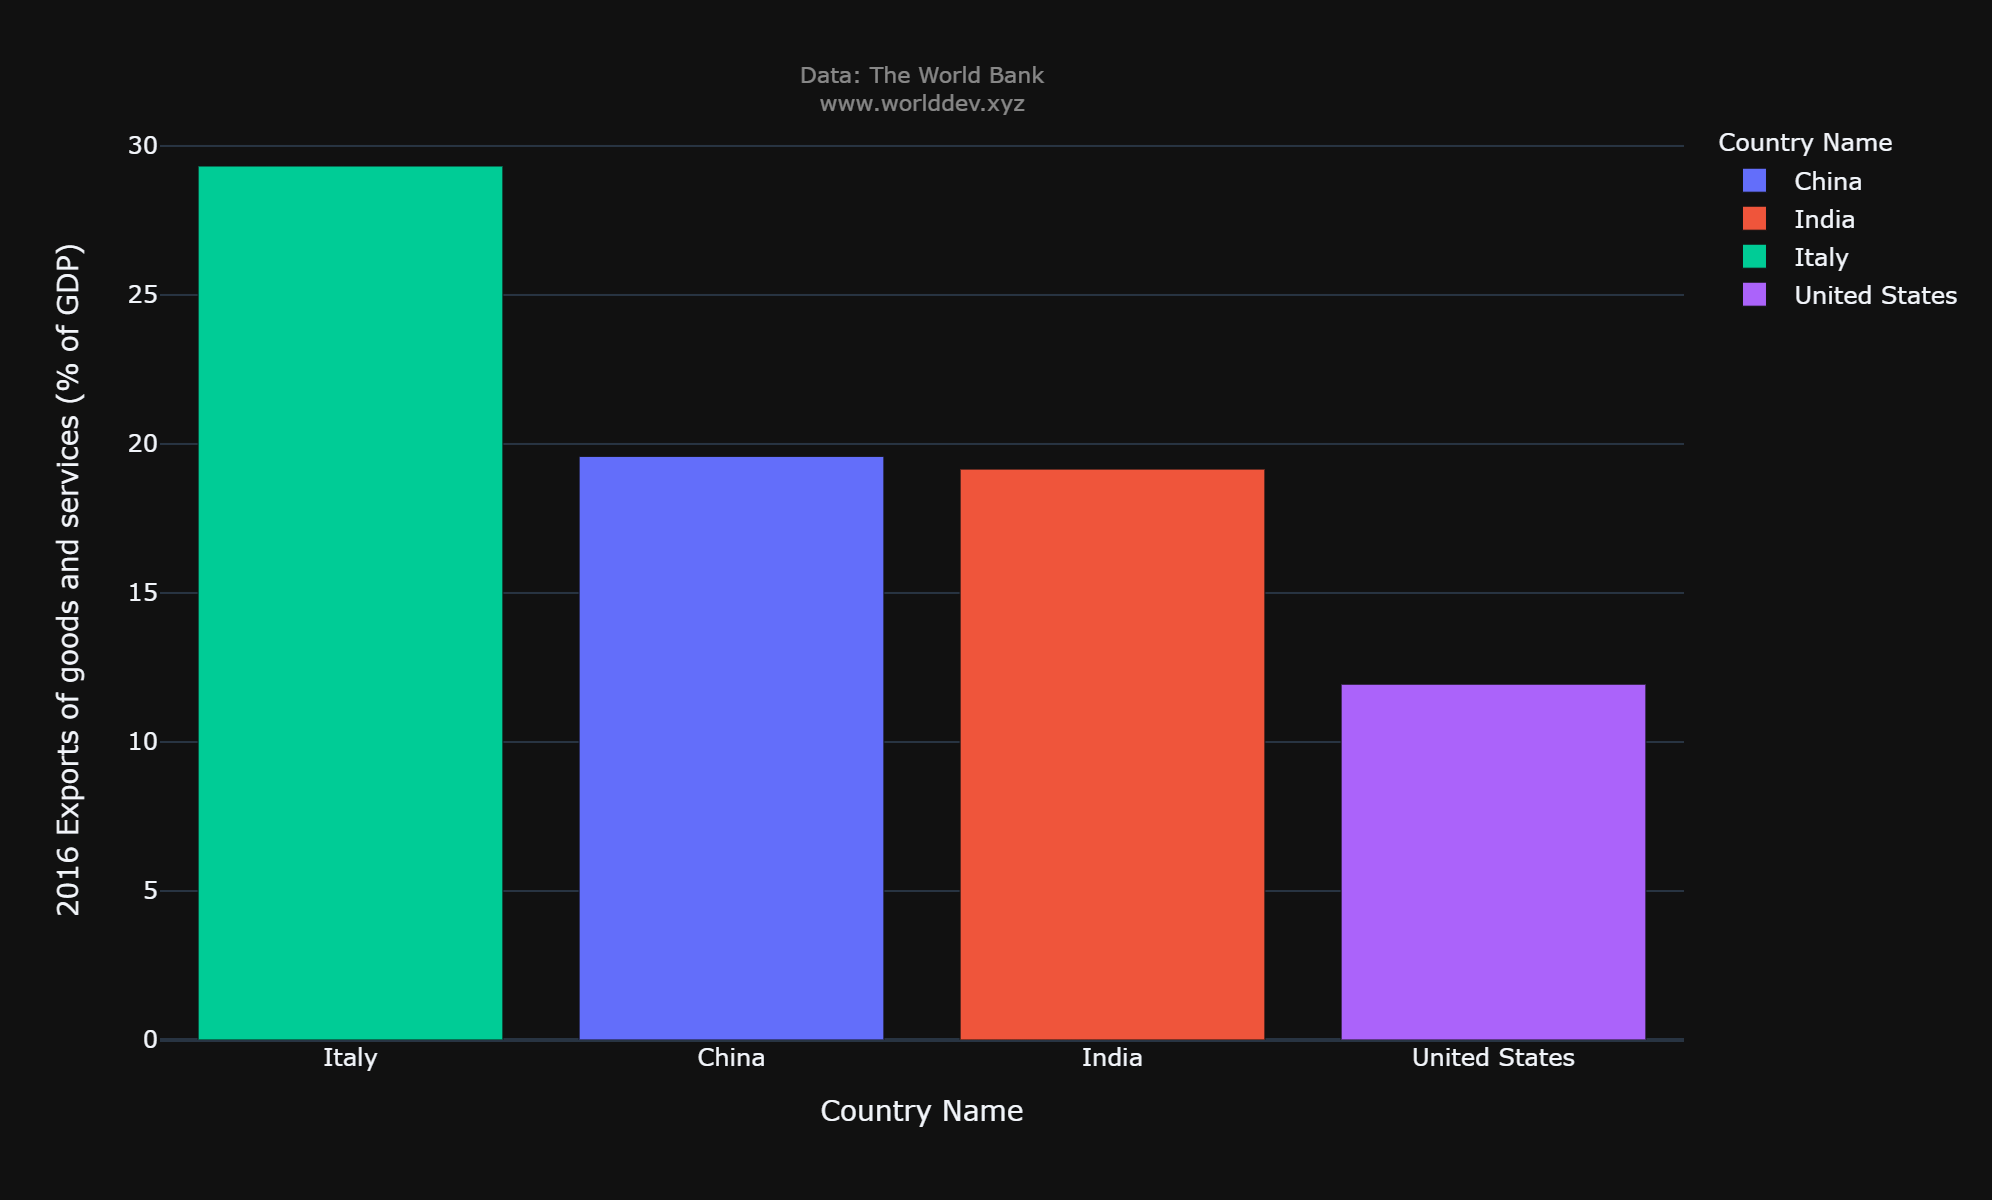 Data: The World Bank
www.worlddev.xyz
2016 Exports of goods and services (% of GDP)
30
25
20
15
10
5
0
Italy
China
India
United States
Country Name
Country Name
China
India
Italy
United States